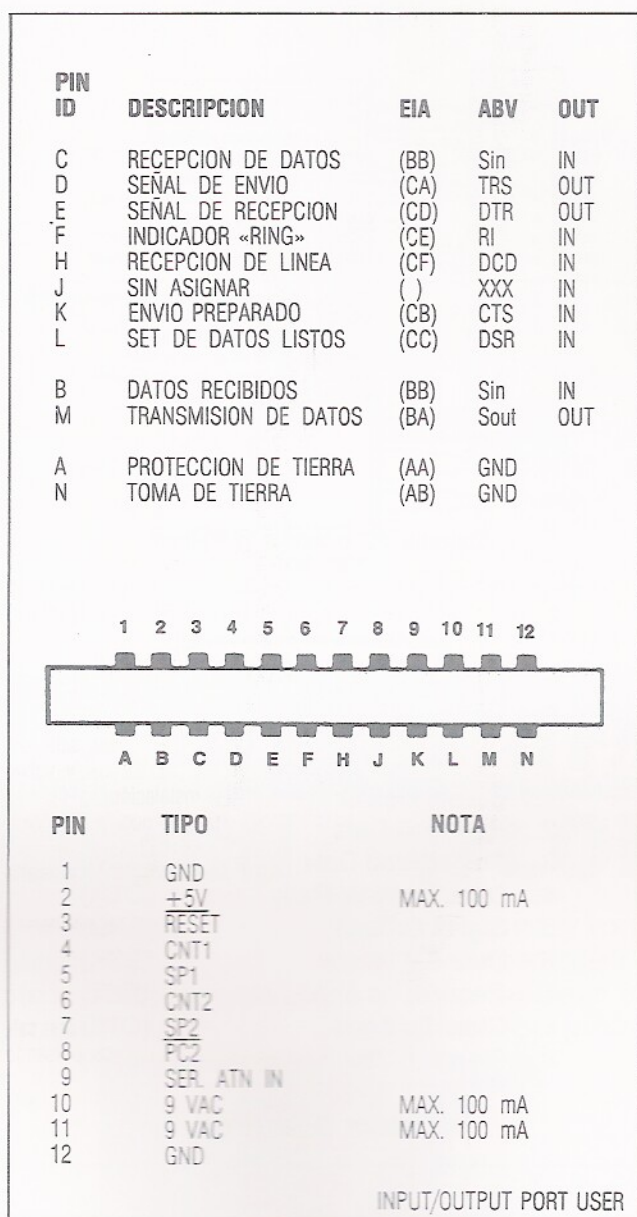 PIN
ID DESCRIPCION EIA ABV OUT
C RECEPCION DE DATOS (BB) Sin IN
D SEÑAL DE ENVIO (CA) TRS OUT
E SEÑAL DE RECEPCION (CD) DTR OUT
F INDICADOR «RING» (CE) RI IN
H RECEPCION DE LINEA (CF) DCD IN
J SIN ASIGNAR ( ) XXX IN
K ENVIO PREPARADO (CB) CTS IN
L SET DE DATOS LISTOS (CC) DSR IN
B DATOS RECIBIDOS (BB) Sin IN
M TRANSMISION DE DATOS (BA) Sout OUT
A PROTECCION DE TIERRA (AA) GND
N TOMA DE TIERRA (AB) GND
1 2 3 4 5 6 7 8 9 10 11 12
A B C D E F H J K L M N
PIN TIPO NOTA
1 GND
2 +5V MAX. 100 mA
3 RESET
4 CNT1
5 SP1
6 CNT2
7 SP2
8 PC2
9 SER. ATN IN
10 9 VAC MAX. 100 mA
11 9 VAC MAX. 100 mA
12 GND
INPUT/OUTPUT PORT USER